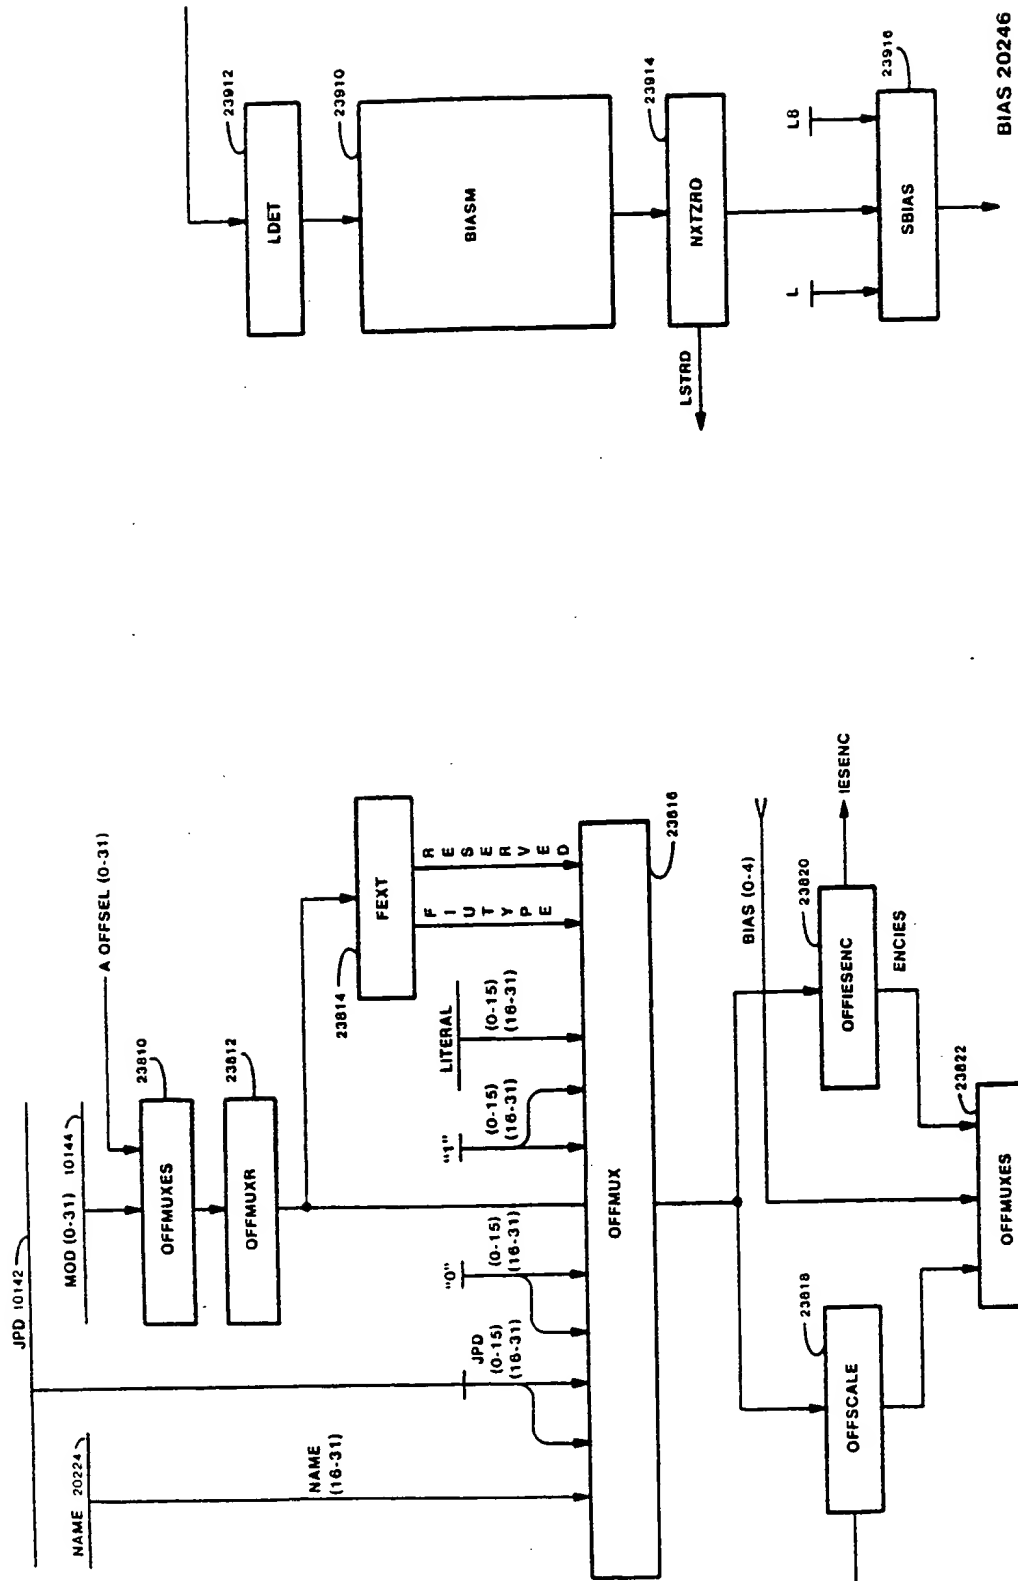 JPD 10142
MOD (0-31) 10144
A OFFSEL (0-31)
NAME 20224
OFFMUXES
23810
OFFMUXR
23812
FEXT
23814
FIUTYPE
RESERVED
NAME
(16-31)
JPD
(0-15)
(16-31)
"0"
(0-15)
(16-31)
"1"
(0-15)
(16-31)
LITERAL
(0-15)
(16-31)
OFFMUX
23816
BIAS (0-4)
OFFSCALE
23818
OFFIESENC
23820
IESENC
ENCIES
OFFMUXES
23822
LDET
23912
BIASM
23910
NXTZRO
23914
LSTRD
L
L8
SBIAS
23916
BIAS 20246